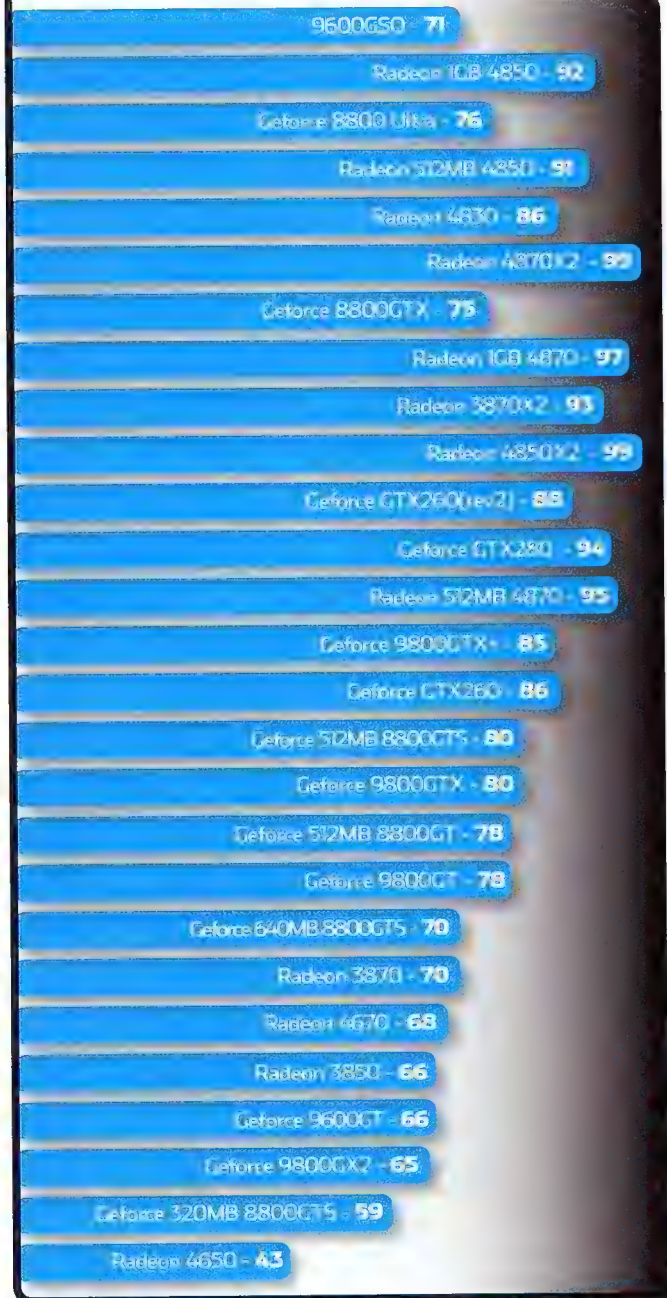 9600GSO - 71
Radeon 1GB 4850 - 92
Geforce 8800 Ultra - 76
Radeon 512MB 4850 - 91
Radeon 4830 - 86
Radeon 4870X2 - 99
Geforce 8800GTX - 75
Radeon 1GB 4870 - 97
Radeon 3870X2 - 93
Radeon 4850X2 - 99
Geforce GTX260(rev2) - 88
Geforce GTX280 - 94
Radeon 512MB 4870 - 95
Geforce 9800GTX+ - 85
Geforce GTX260 - 86
Geforce 512MB 8800GTS - 80
Geforce 9800GTX - 80
Geforce 512MB 8800GT - 78
Geforce 9800GT - 78
Geforce 640MB 8800GTS - 70
Radeon 3870 - 70
Radeon 4670 - 68
Radeon 3850 - 66
Geforce 9600GT - 66
Geforce 9800GX2 - 65
Geforce 320MB 8800GTS - 59
Radeon 4650 - 43